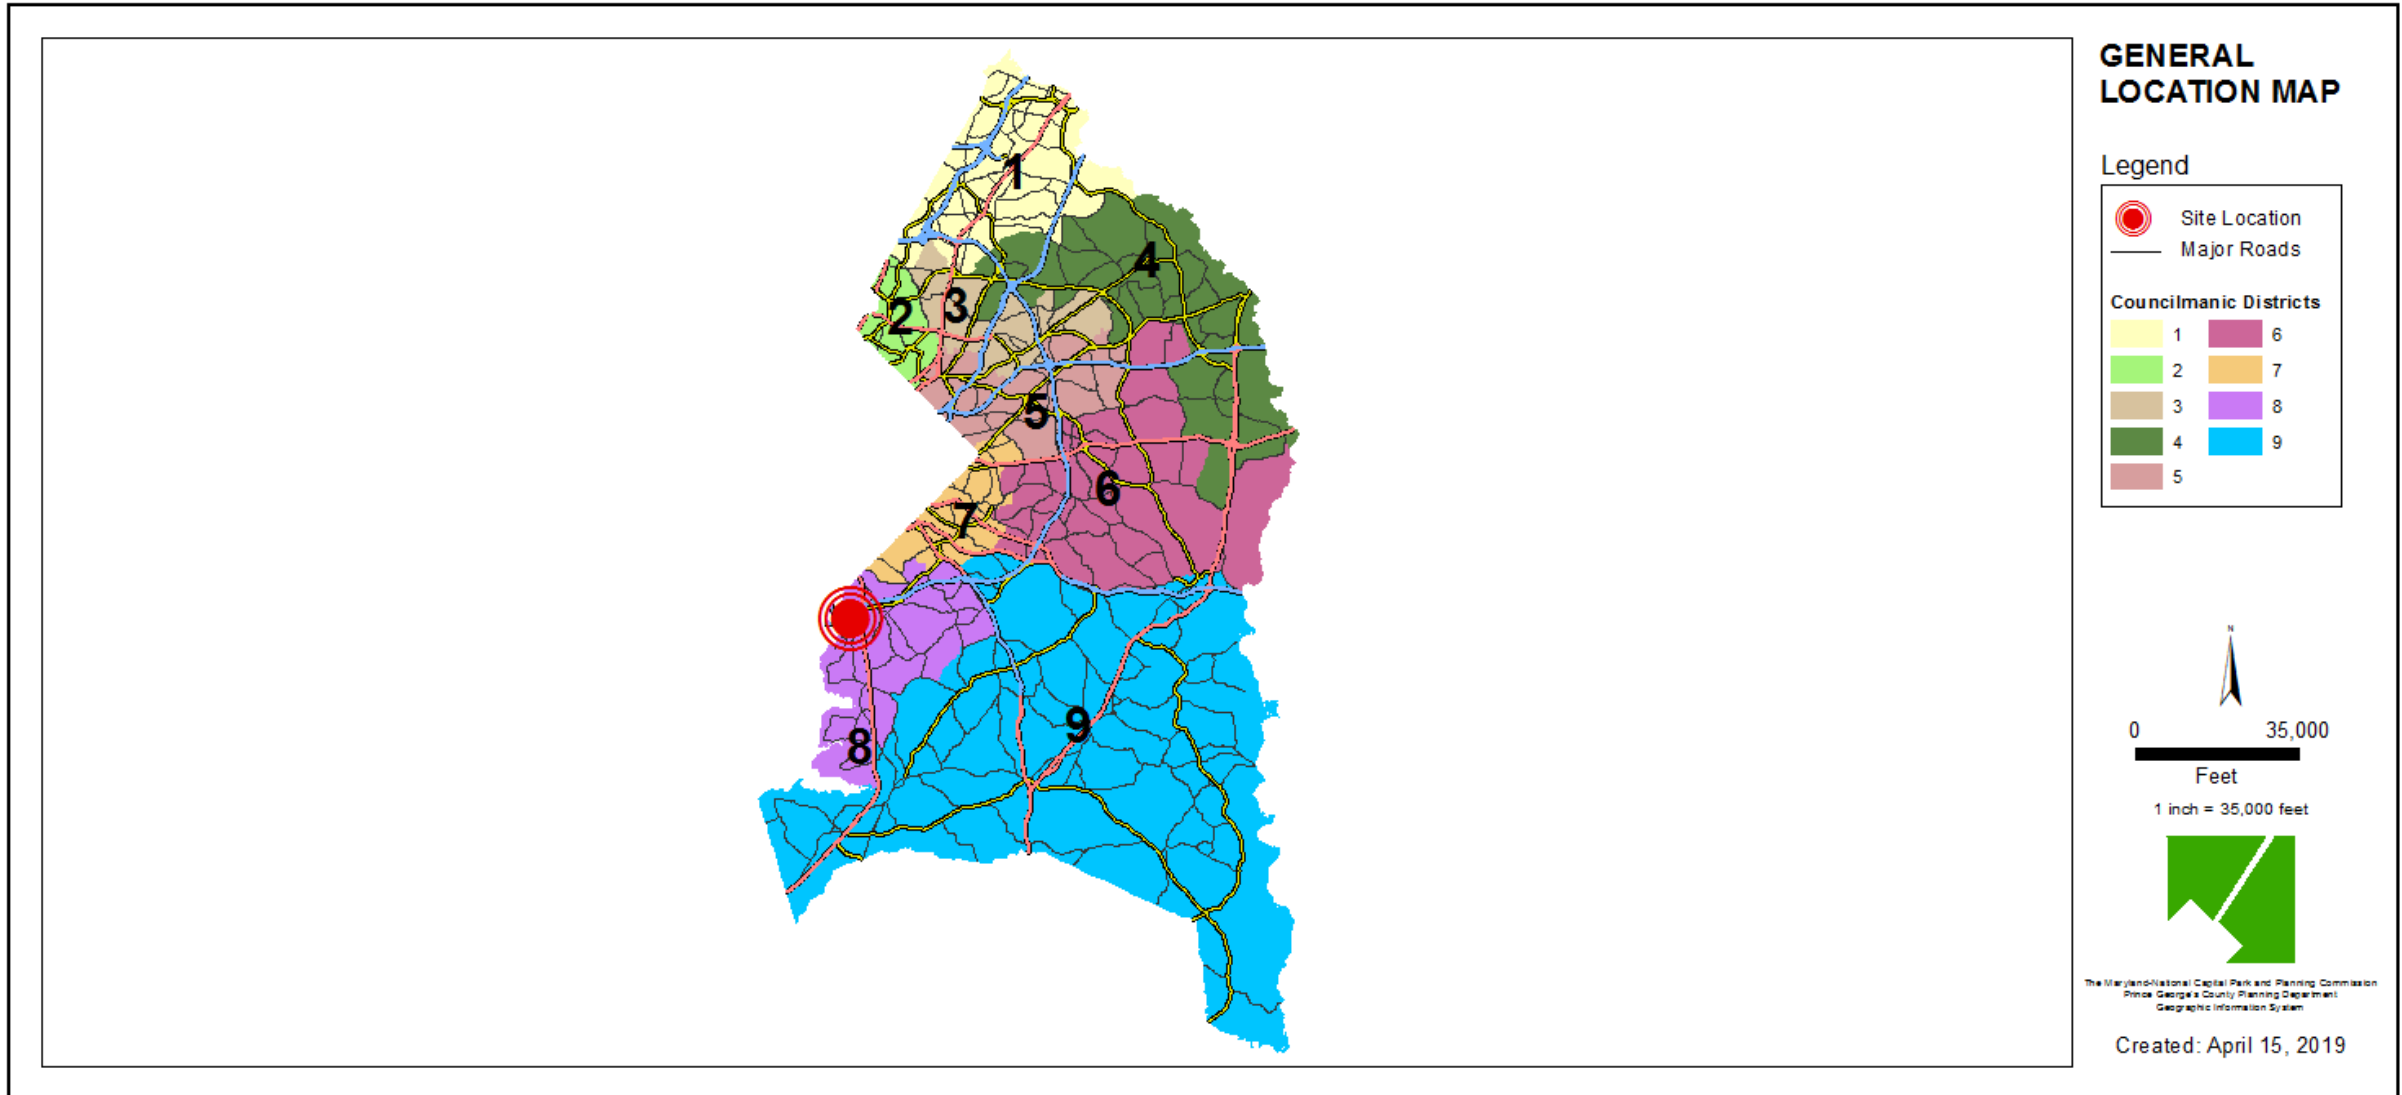 GENERAL
LOCATION MAP
Legend
Site Location
Major Roads
Councilmanic Districts
1 6
2 7
3 8
4 9
5
1
4
3
2
5
6
7
9
8
N
0 35,000
Feet
1 inch = 35,000 feet
The Maryland-National Capital Park and Planning Commission
Prince George's County Planning Department
Geographic Information System
Created: April 15, 2019